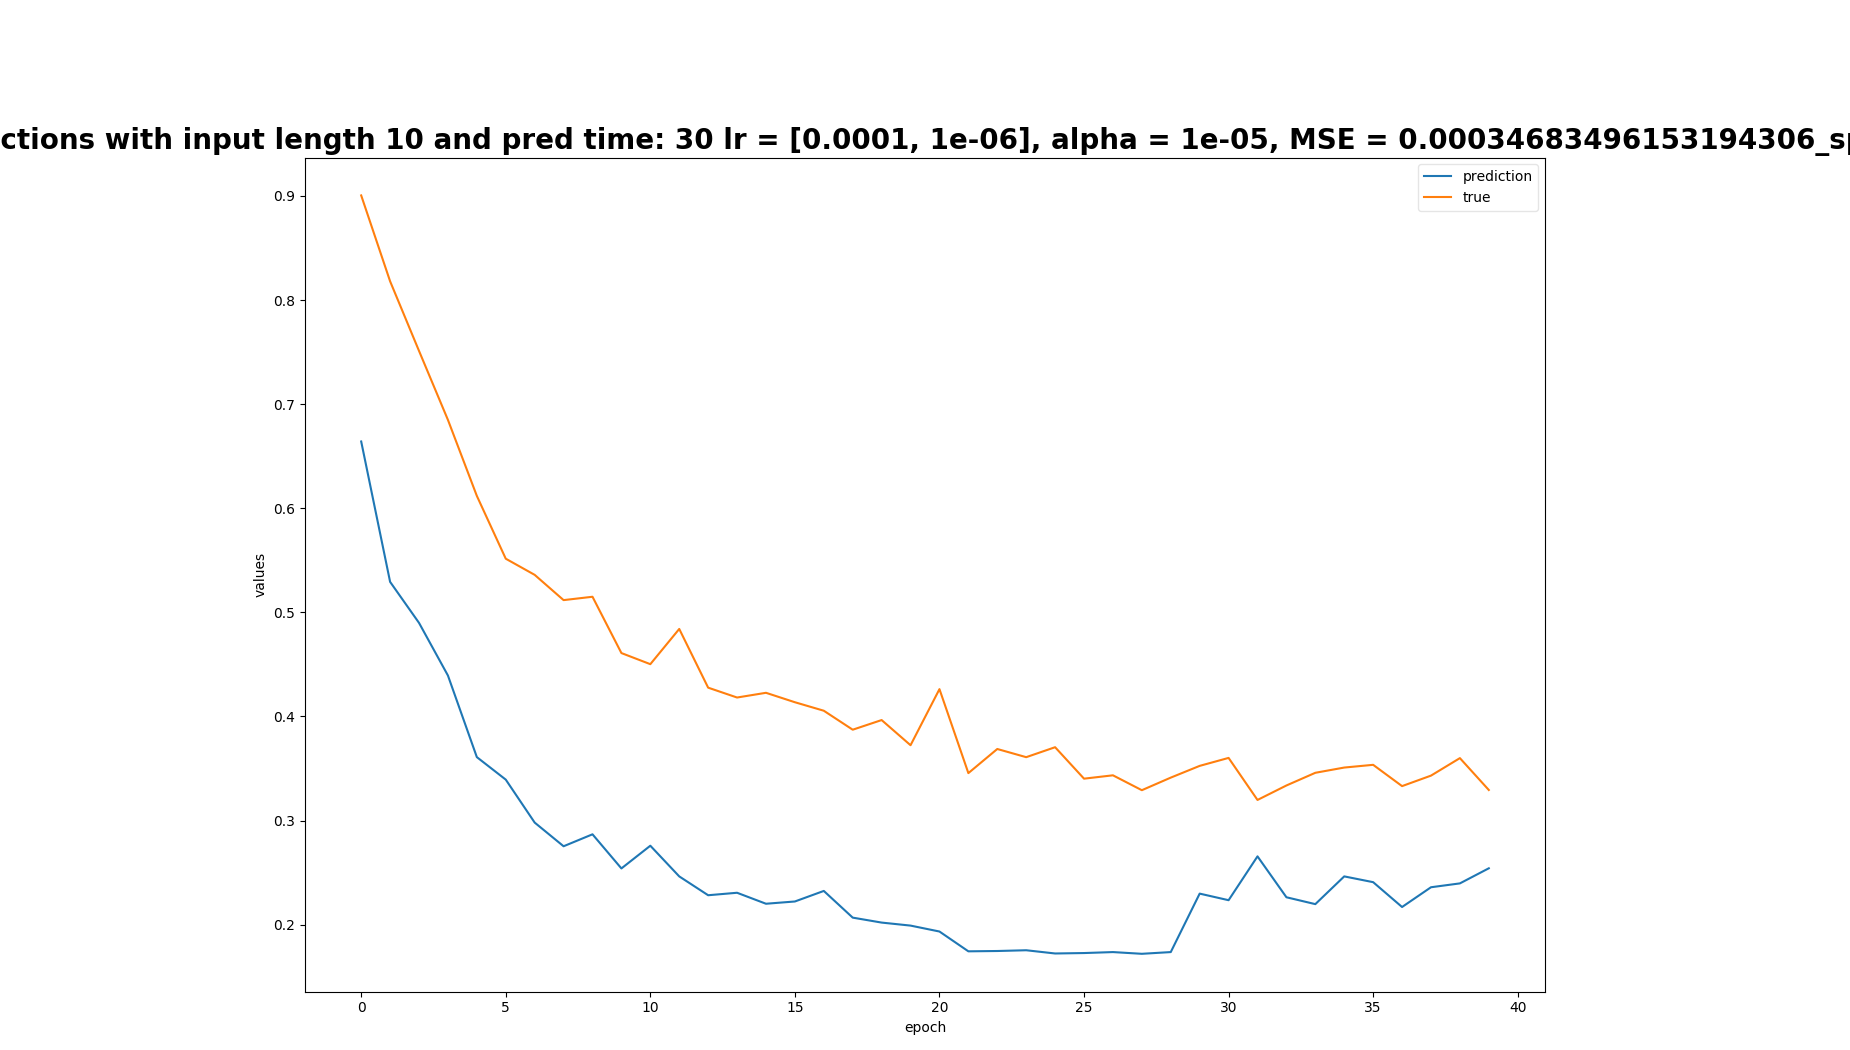 ctions with input length 10 and pred time: 30 lr = [0.0001, 1e-06], alpha = 1e-05, MSE = 0.00034683496153194306_sp
prediction
true
0.9
0.8
0.7
0.6
0.5
0.4
0.3
0.2
values
0 5 10 15 20 25 30 35 40
epoch